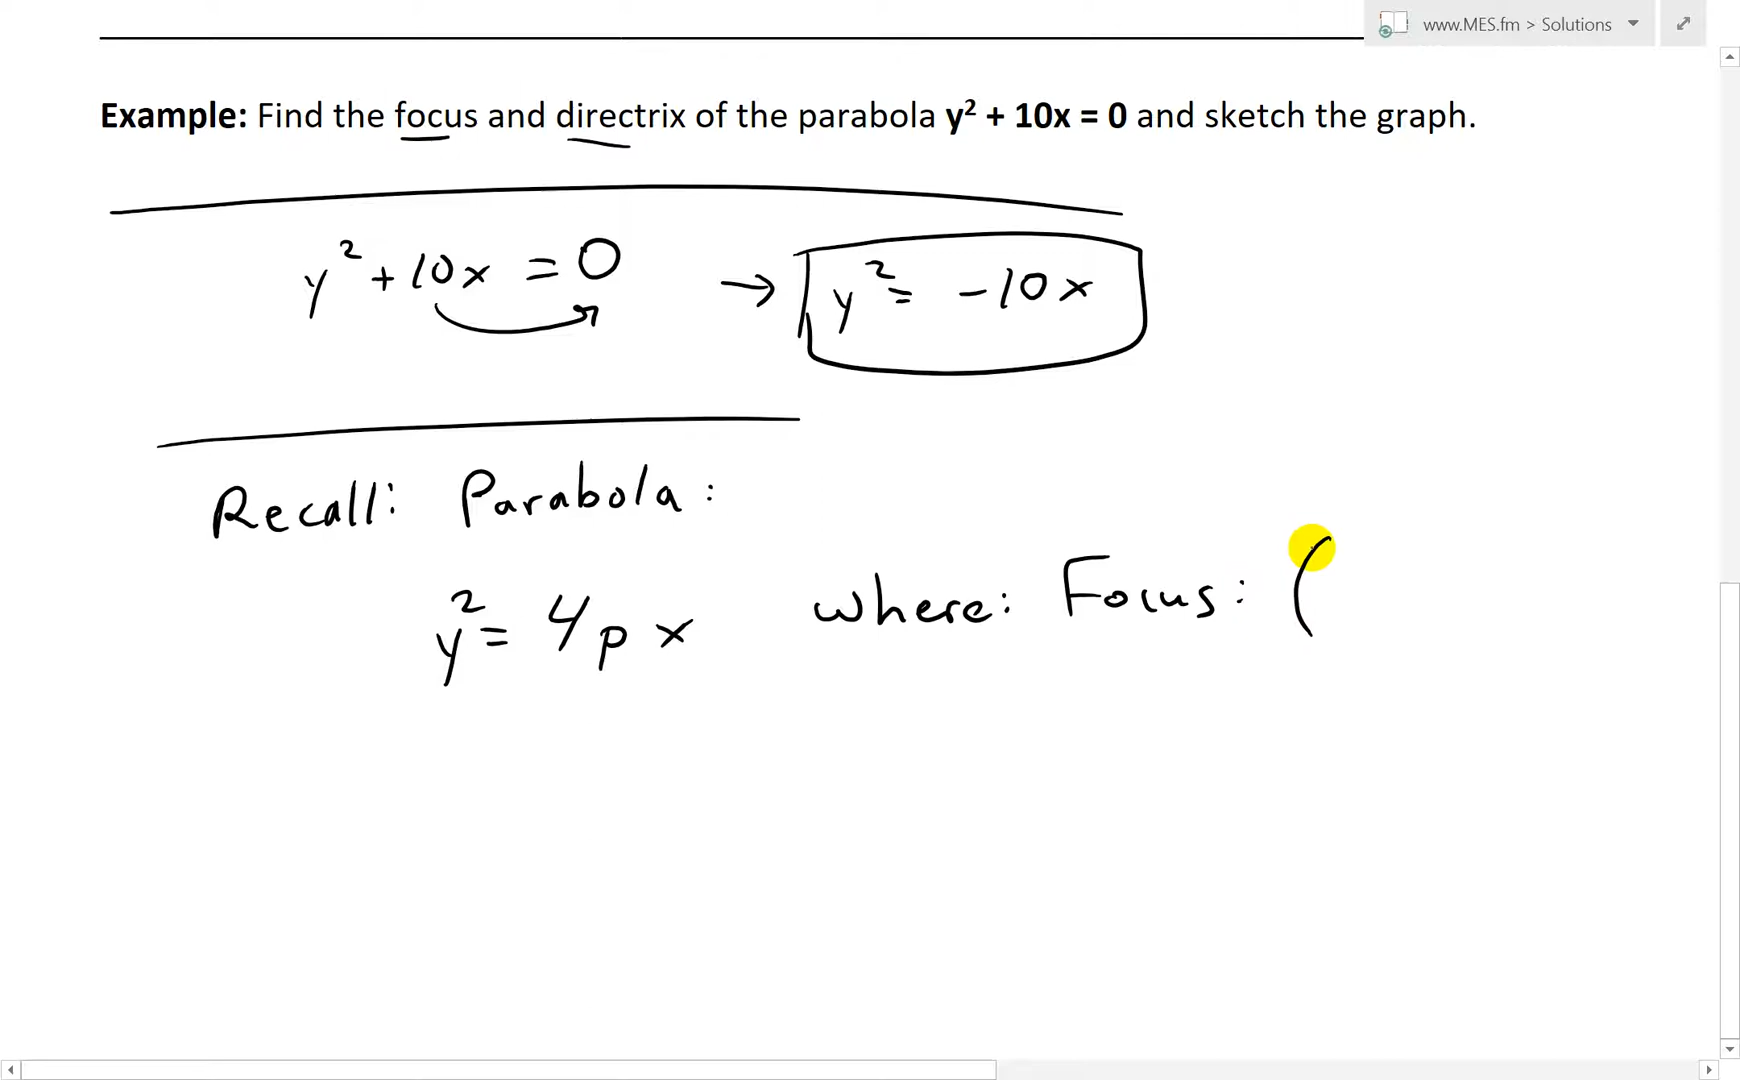 www.MES.fm > Solutions
Example: Find the focus and directrix of the parabola y² + 10x = 0 and sketch the graph.
y² + 10x = 0 → y² = -10x
Recall: Parabola:
y² = 4px where: Focus: (